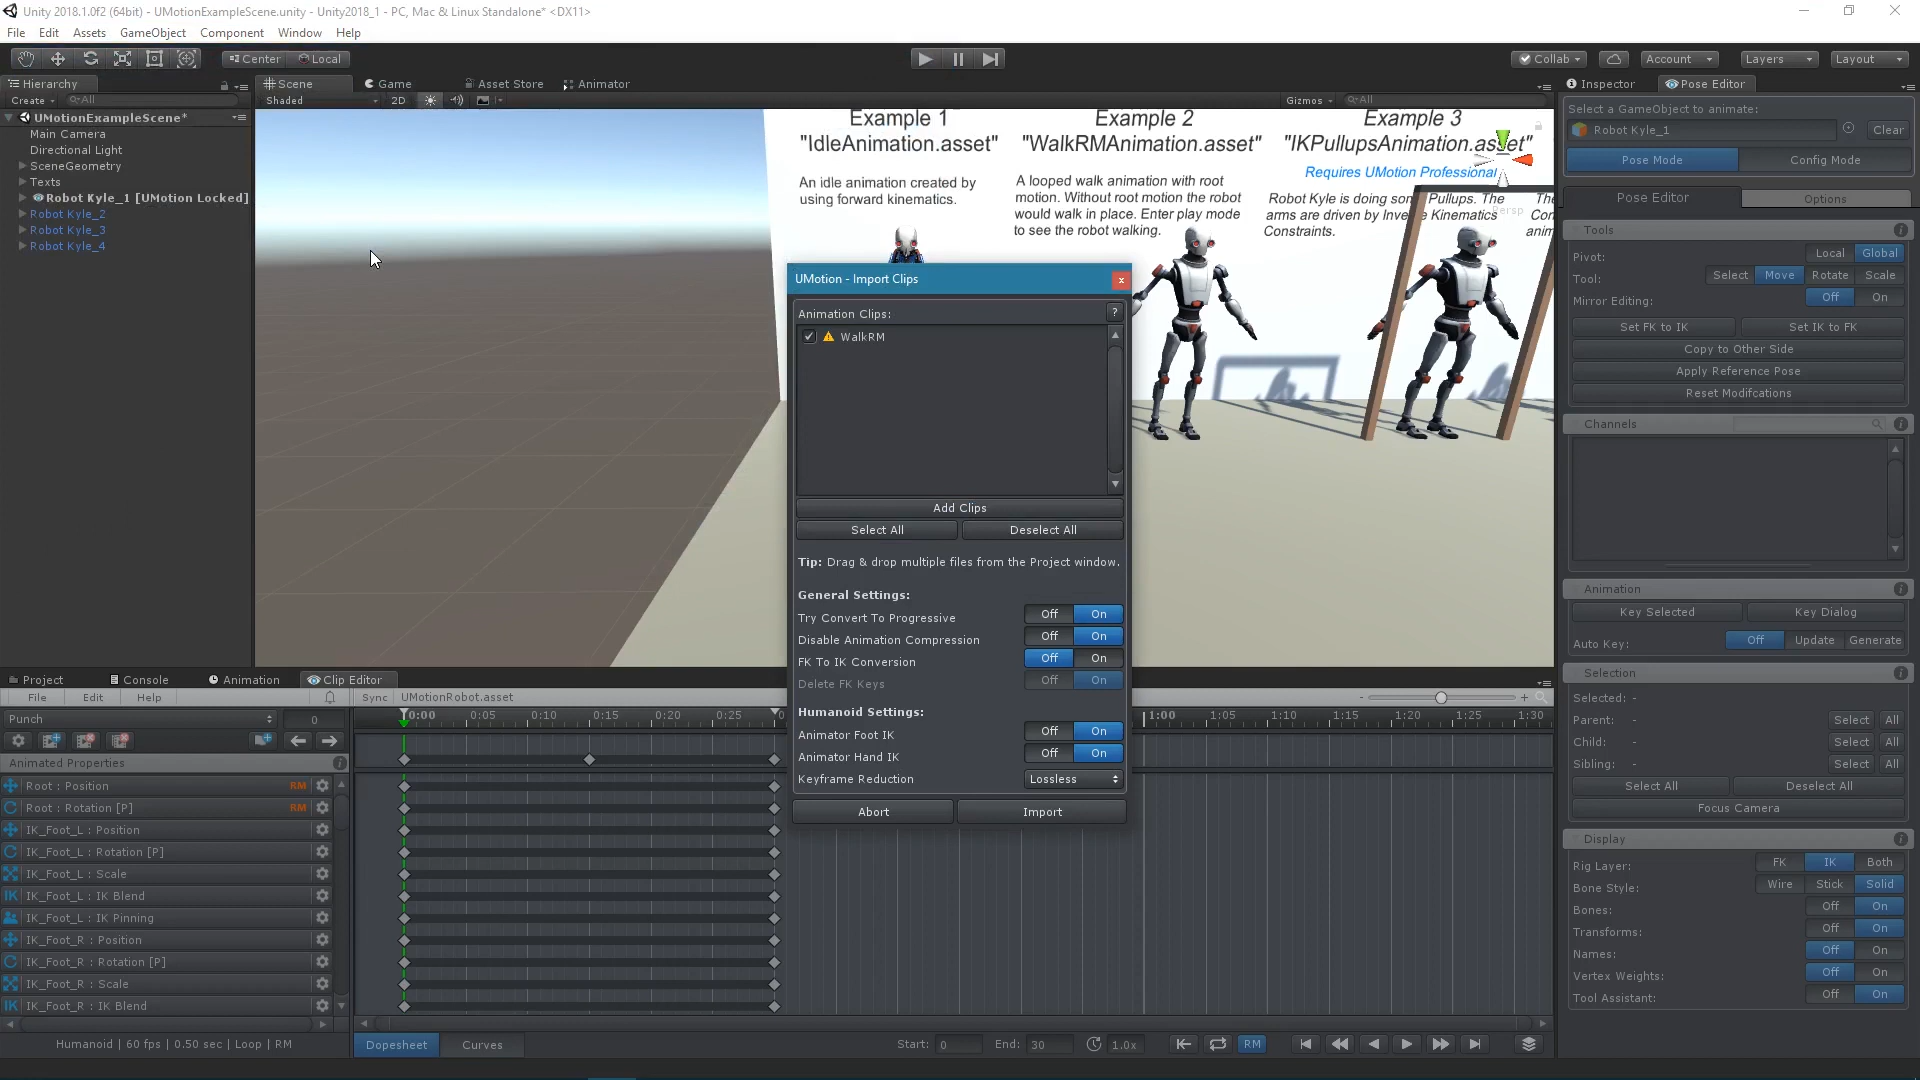 Unity 2018.1.0f2 (64bit) - UMotionExampleScene.unity - Unity2018_1 - PC, Mac & Linux Standalone* <DX11>
File Edit Assets GameObject Component Window Help
Center Local
Collab Account Layers Layout
Hierarchy
Create All
UMotionExampleScene*
Main Camera
Directional Light
SceneGeometry
Texts
Robot Kyle_1 [UMotion Locked]
Robot Kyle_2
Robot Kyle_3
Robot Kyle_4
Scene Game Asset Store Animator
Shaded 2D Gizmos All
Example 1
"IdleAnimation.asset"
An idle animation created by
using forward kinematics.
Example 2
"WalkRMAnimation.asset"
A looped walk animation with root
motion. Without root motion the robot
would walk in place. Enter play mode
to see the robot walking.
Example 3
"IKPullupsAnimation.asset"
Requires UMotion Professional
Robot Kyle is doing som Pullups. The
arms are driven by Inve e Kinematics
Constraints.
The
Con
anim
Persp
UMotion - Import Clips
x
Animation Clips: ?
WalkRM
Add Clips
Select All Deselect All
Tip: Drag & drop multiple files from the Project window.
General Settings:
Try Convert To Progressive Off On
Disable Animation Compression Off On
FK To IK Conversion Off On
Delete FK Keys Off On
Humanoid Settings:
Animator Foot IK Off On
Animator Hand IK Off On
Keyframe Reduction Lossless
Abort Import
Inspector Pose Editor
Select a GameObject to animate:
Robot Kyle_1 Clear
Pose Mode Config Mode
Pose Editor Options
Tools
Pivot: Local Global
Tool: Select Move Rotate Scale
Mirror Editing: Off On
Set FK to IK Set IK to FK
Copy to Other Side
Apply Reference Pose
Reset Modifcations
Channels
Animation
Key Selected Key Dialog
Auto Key: Off Update Generate
Selection
Selected: -
Parent: - Select All
Child: - Select All
Sibling: - Select All
Select All Deselect All
Focus Camera
Display
Rig Layer: FK IK Both
Bone Style: Wire Stick Solid
Bones: Off On
Transforms: Off On
Names: Off On
Vertex Weights: Off On
Tool Assistant: Off On
Project Console Animation Clip Editor
File Edit Help Sync UMotionRobot.asset - +
Punch 0
0:00 0:05 0:10 0:15 0:20 0:25 0 1:00 1:05 1:10 1:15 1:20 1:25 1:30
Animated Properties
Root : Position RM
Root : Rotation [P] RM
IK_Foot_L : Position
IK_Foot_L : Rotation [P]
IK_Foot_L : Scale
IK IK_Foot_L : IK Blend
IK_Foot_L : IK Pinning
IK_Foot_R : Position
IK_Foot_R : Rotation [P]
IK_Foot_R : Scale
IK IK_Foot_R : IK Blend
Humanoid | 60 fps | 0.50 sec | Loop | RM
Dopesheet Curves
Start: 0 End: 30 1.0x RM